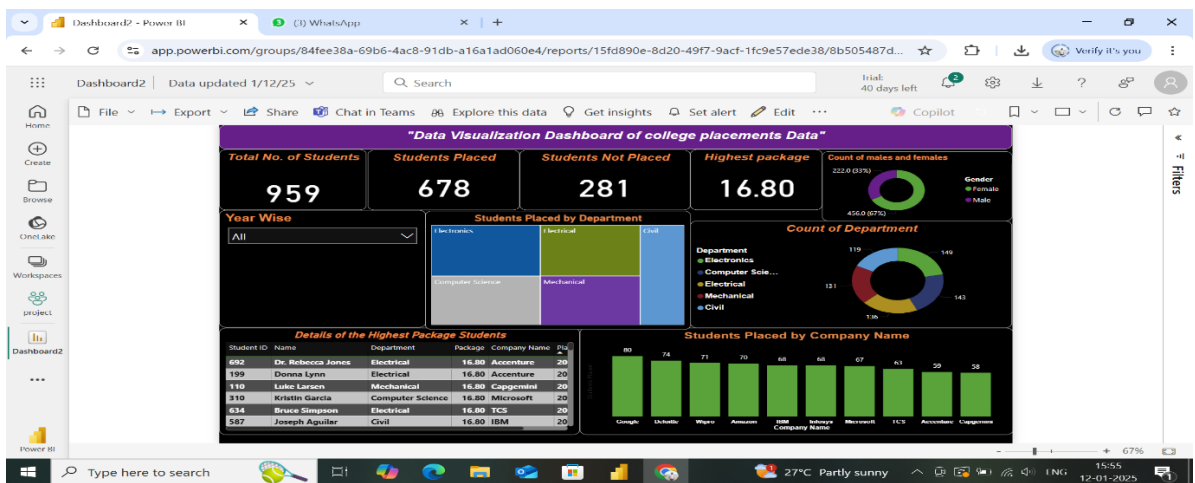 Dashboard2 - Power BI
(3) WhatsApp
app.powerbi.com/groups/84fee38a-69b6-4ac8-91db-a16a1ad060e4/reports/15fd890e-8d20-49f7-9acf-1fc9e57ede38/8b505487d...
Verify it's you
Dashboard2
Data updated 1/12/25
Search
Trial:
40 days left
2
Home
Create
Browse
OneLake
Workspaces
project
Dashboard2
Power BI
File
Export
Share
Chat in Teams
Explore this data
Get insights
Set alert
Edit
Copilot
Filters
"Data Visualization Dashboard of college placements Data"
Total No. of Students
959
Students Placed
678
Students Not Placed
281
Highest package
16.80
Count of males and females
222.0 (33%)
456.0 (67%)
Gender
Female
Male
Year Wise
All
Students Placed by Department
Electronics
Electrical
Civil
Computer Science
Mechanical
Count of Department
Department
Electronics
Computer Scie...
Electrical
Mechanical
Civil
119
149
131
143
136
Details of the Highest Package Students
Student ID Name Department Package Company Name Pla
692 Dr. Rebecca Jones Electrical 16.80 Accenture 20
199 Donna Lynn Electrical 16.80 Accenture 20
110 Luke Larsen Mechanical 16.80 Capgemini 20
310 Kristin Garcia Computer Science 16.80 Microsoft 20
634 Bruce Simpson Electrical 16.80 TCS 20
587 Joseph Aguilar Civil 16.80 IBM 20
Students Placed by Company Name
80 74 71 70 68 68 67 63 59 58
Google Deloitte Wipro Amazon IBM Infosys Microsoft TCS Accenture Capgemini
Company Name
67%
Type here to search
27°C Partly sunny
ENG
15:55
12-01-2025
1